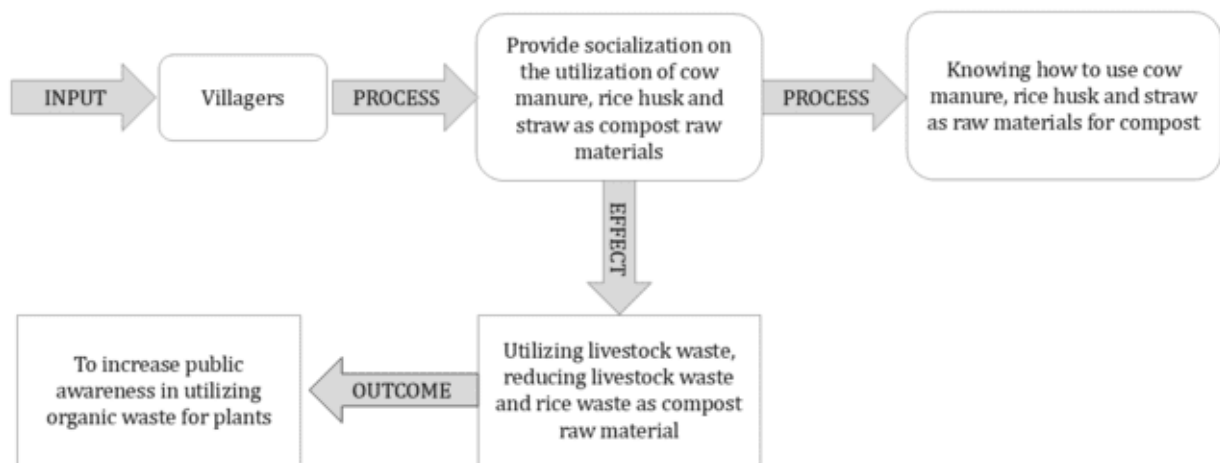 INPUT
Villagers
PROCESS
Provide socialization on
the utilization of cow
manure, rice husk and
straw as compost raw
materials
PROCESS
Knowing how to use cow
manure, rice husk and straw
as raw materials for compost
EFFECT
Utilizing livestock waste,
reducing livestock waste
and rice waste as compost
raw material
OUTCOME
To increase public
awareness in utilizing
organic waste for plants